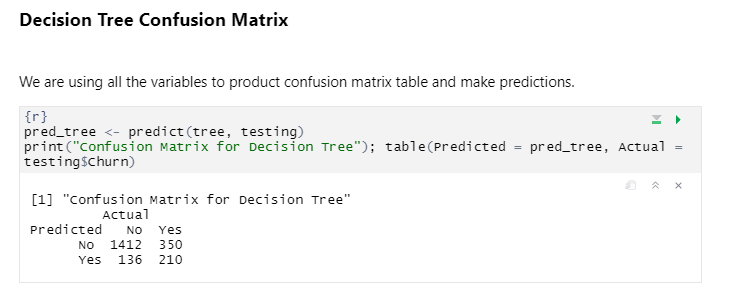 Decision Tree Confusion Matrix
We are using all the variables to product confusion matrix table and make predictions.
{r}
pred_tree <- predict(tree, testing)
print("Confusion Matrix for Decision Tree"); table(Predicted = pred_tree, Actual =
testing$Churn)
[1] "Confusion Matrix for Decision Tree"
Actual
Predicted No Yes
No 1412 350
Yes 136 210